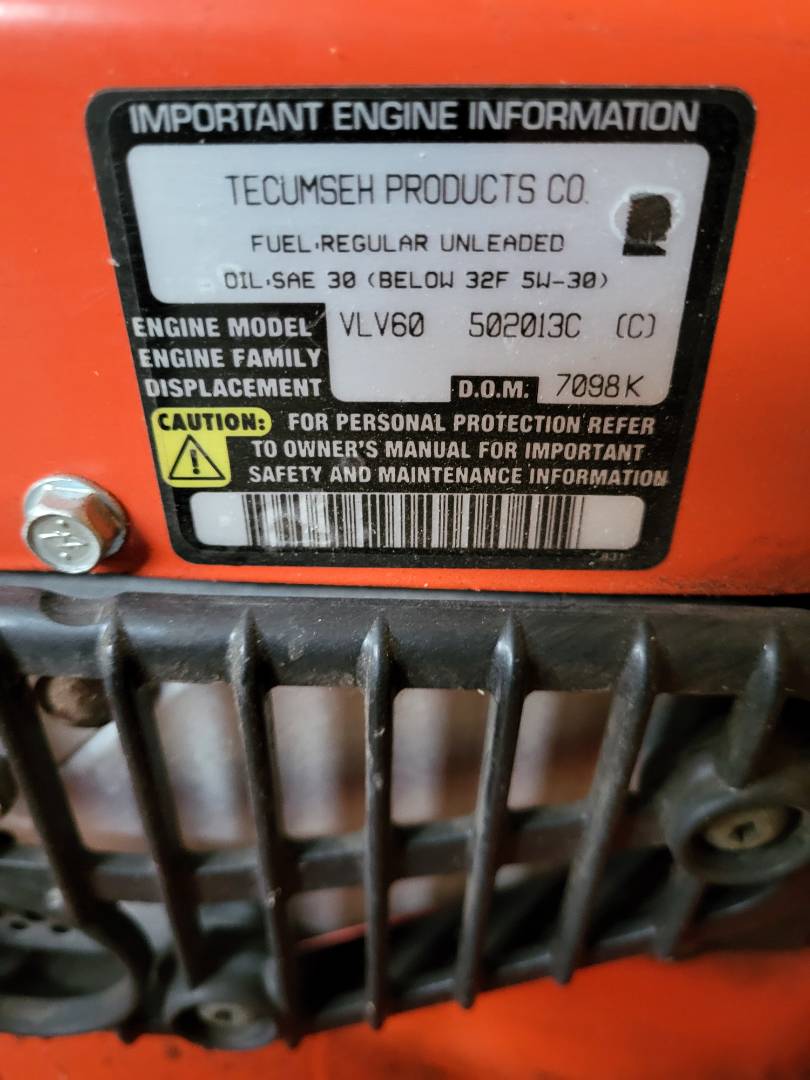 IMPORTANT ENGINE INFORMATION
TECUMSEH PRODUCTS CO.
FUEL:REGULAR UNLEADED
OIL:SAE 30 (BELOW 32F 5W-30)
ENGINE MODEL VLV60 502013C (C)
ENGINE FAMILY
DISPLACEMENT D.O.M. 7098K
CAUTION: FOR PERSONAL PROTECTION REFER
TO OWNER'S MANUAL FOR IMPORTANT
SAFETY AND MAINTENANCE INFORMATION